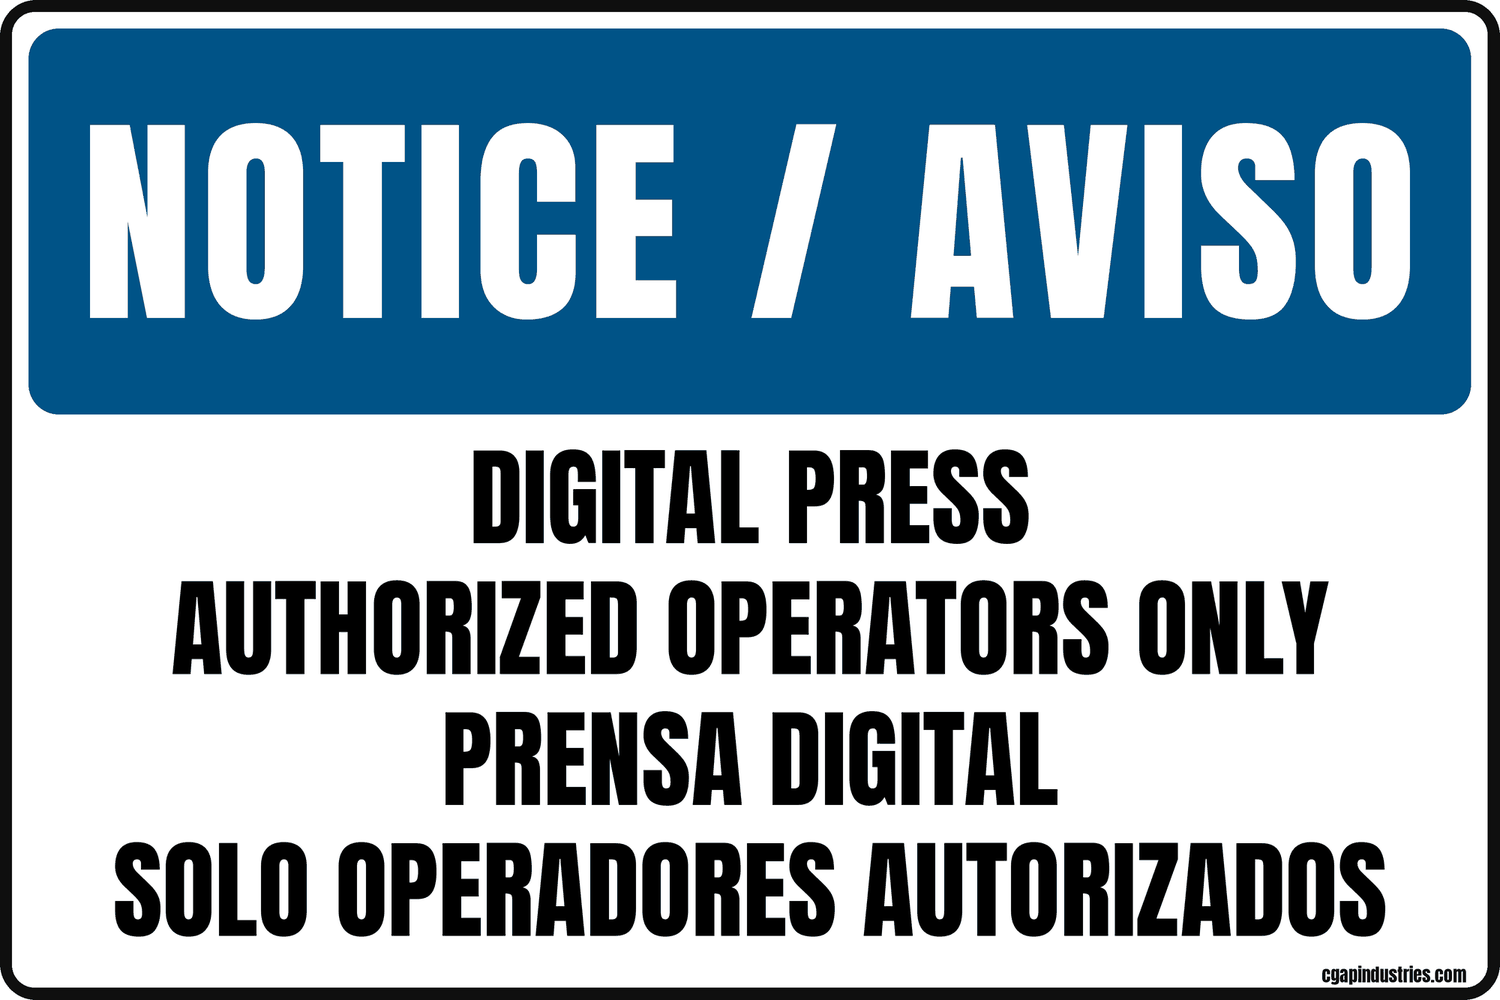 NOTICE / AVISO
DIGITAL PRESS
AUTHORIZED OPERATORS ONLY
PRENSA DIGITAL
SOLO OPERADORES AUTORIZADOS
cgapindustries.com